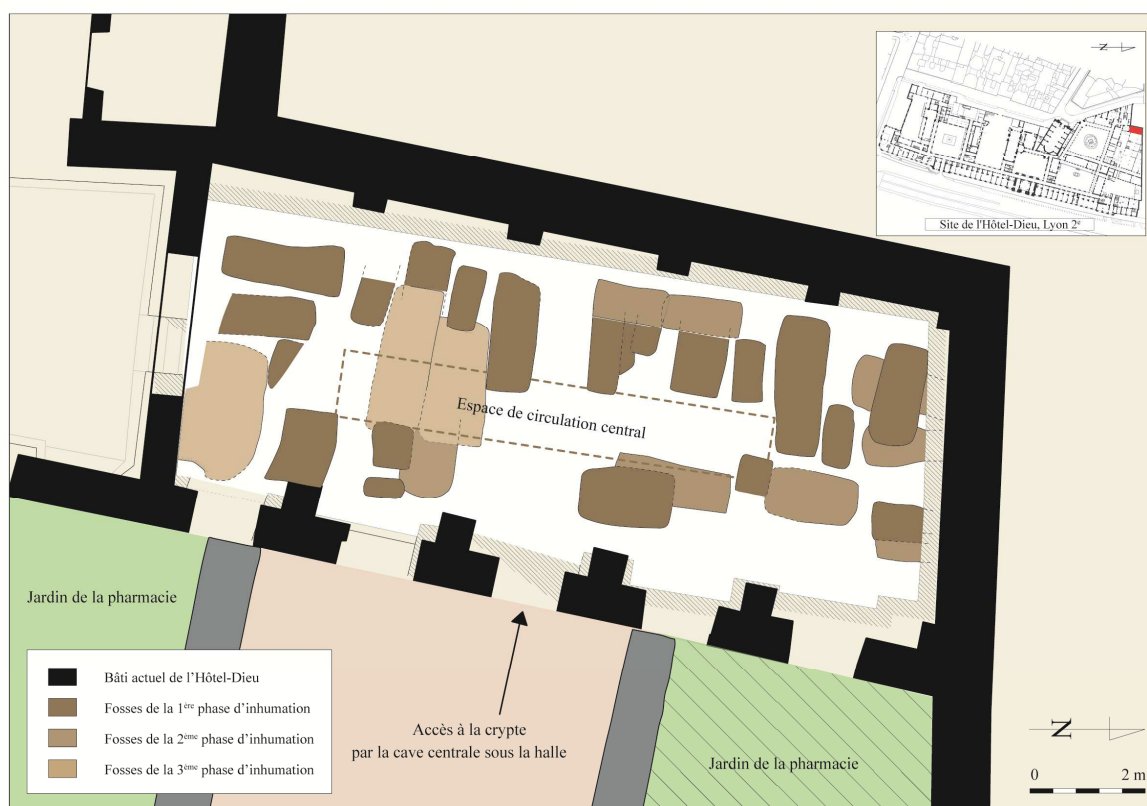 N
Site de l'Hôtel-Dieu, Lyon 2e
Espace de circulation central
Jardin de la pharmacie
Bâti actuel de l’Hôtel-Dieu
Fosses de la 1ère phase d’inhumation
Fosses de la 2ème phase d’inhumation
Fosses de la 3ème phase d’inhumation
Accès à la crypte
par la cave centrale sous la halle
Jardin de la pharmacie
N
0 2 m